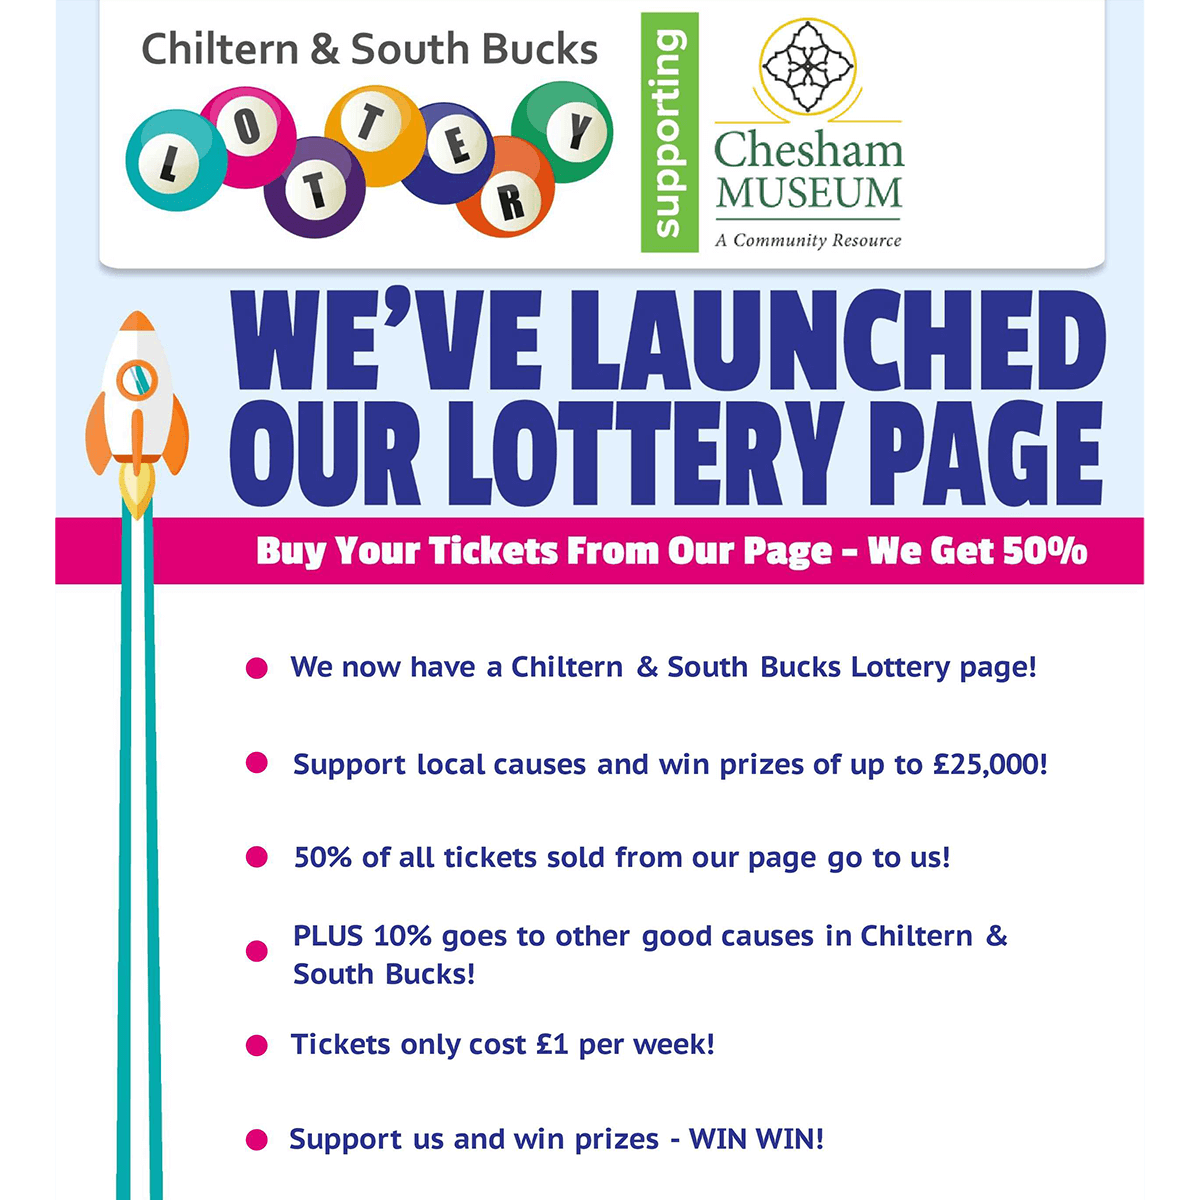 Chiltern & South Bucks
LOTTERY
supporting
Chesham
MUSEUM
A Community Resource
WE'VE LAUNCHED
OUR LOTTERY PAGE
Buy Your Tickets From Our Page - We Get 50%
We now have a Chiltern & South Bucks Lottery page!
Support local causes and win prizes of up to £25,000!
50% of all tickets sold from our page go to us!
PLUS 10% goes to other good causes in Chiltern &
South Bucks!
Tickets only cost £1 per week!
Support us and win prizes - WIN WIN!